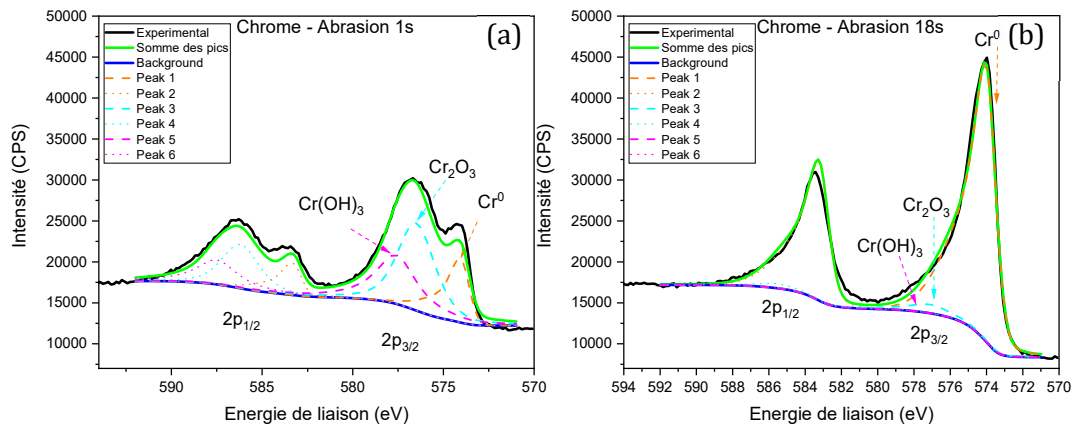 Chrome - Abrasion 1s
(a)
Experimental
Somme des pics
Background
Peak 1
Peak 2
Peak 3
Peak 4
Peak 5
Peak 6
Cr₂O₃
Cr(OH)₃
Cr⁰
2p₁/₂
2p₃/₂
50000
45000
40000
35000
30000
25000
20000
15000
10000
Intensité (CPS)
590 585 580 575 570
Energie de liaison (eV)
Chrome - Abrasion 18s
(b)
Experimental
Somme des pics
Background
Peak 1
Peak 2
Peak 3
Peak 4
Peak 5
Peak 6
Cr⁰
Cr₂O₃
Cr(OH)₃
2p₁/₂
2p₃/₂
50000
45000
40000
35000
30000
25000
20000
15000
10000
Intensité (CPS)
594 592 590 588 586 584 582 580 578 576 574 572 570
Energie de liaison (eV)